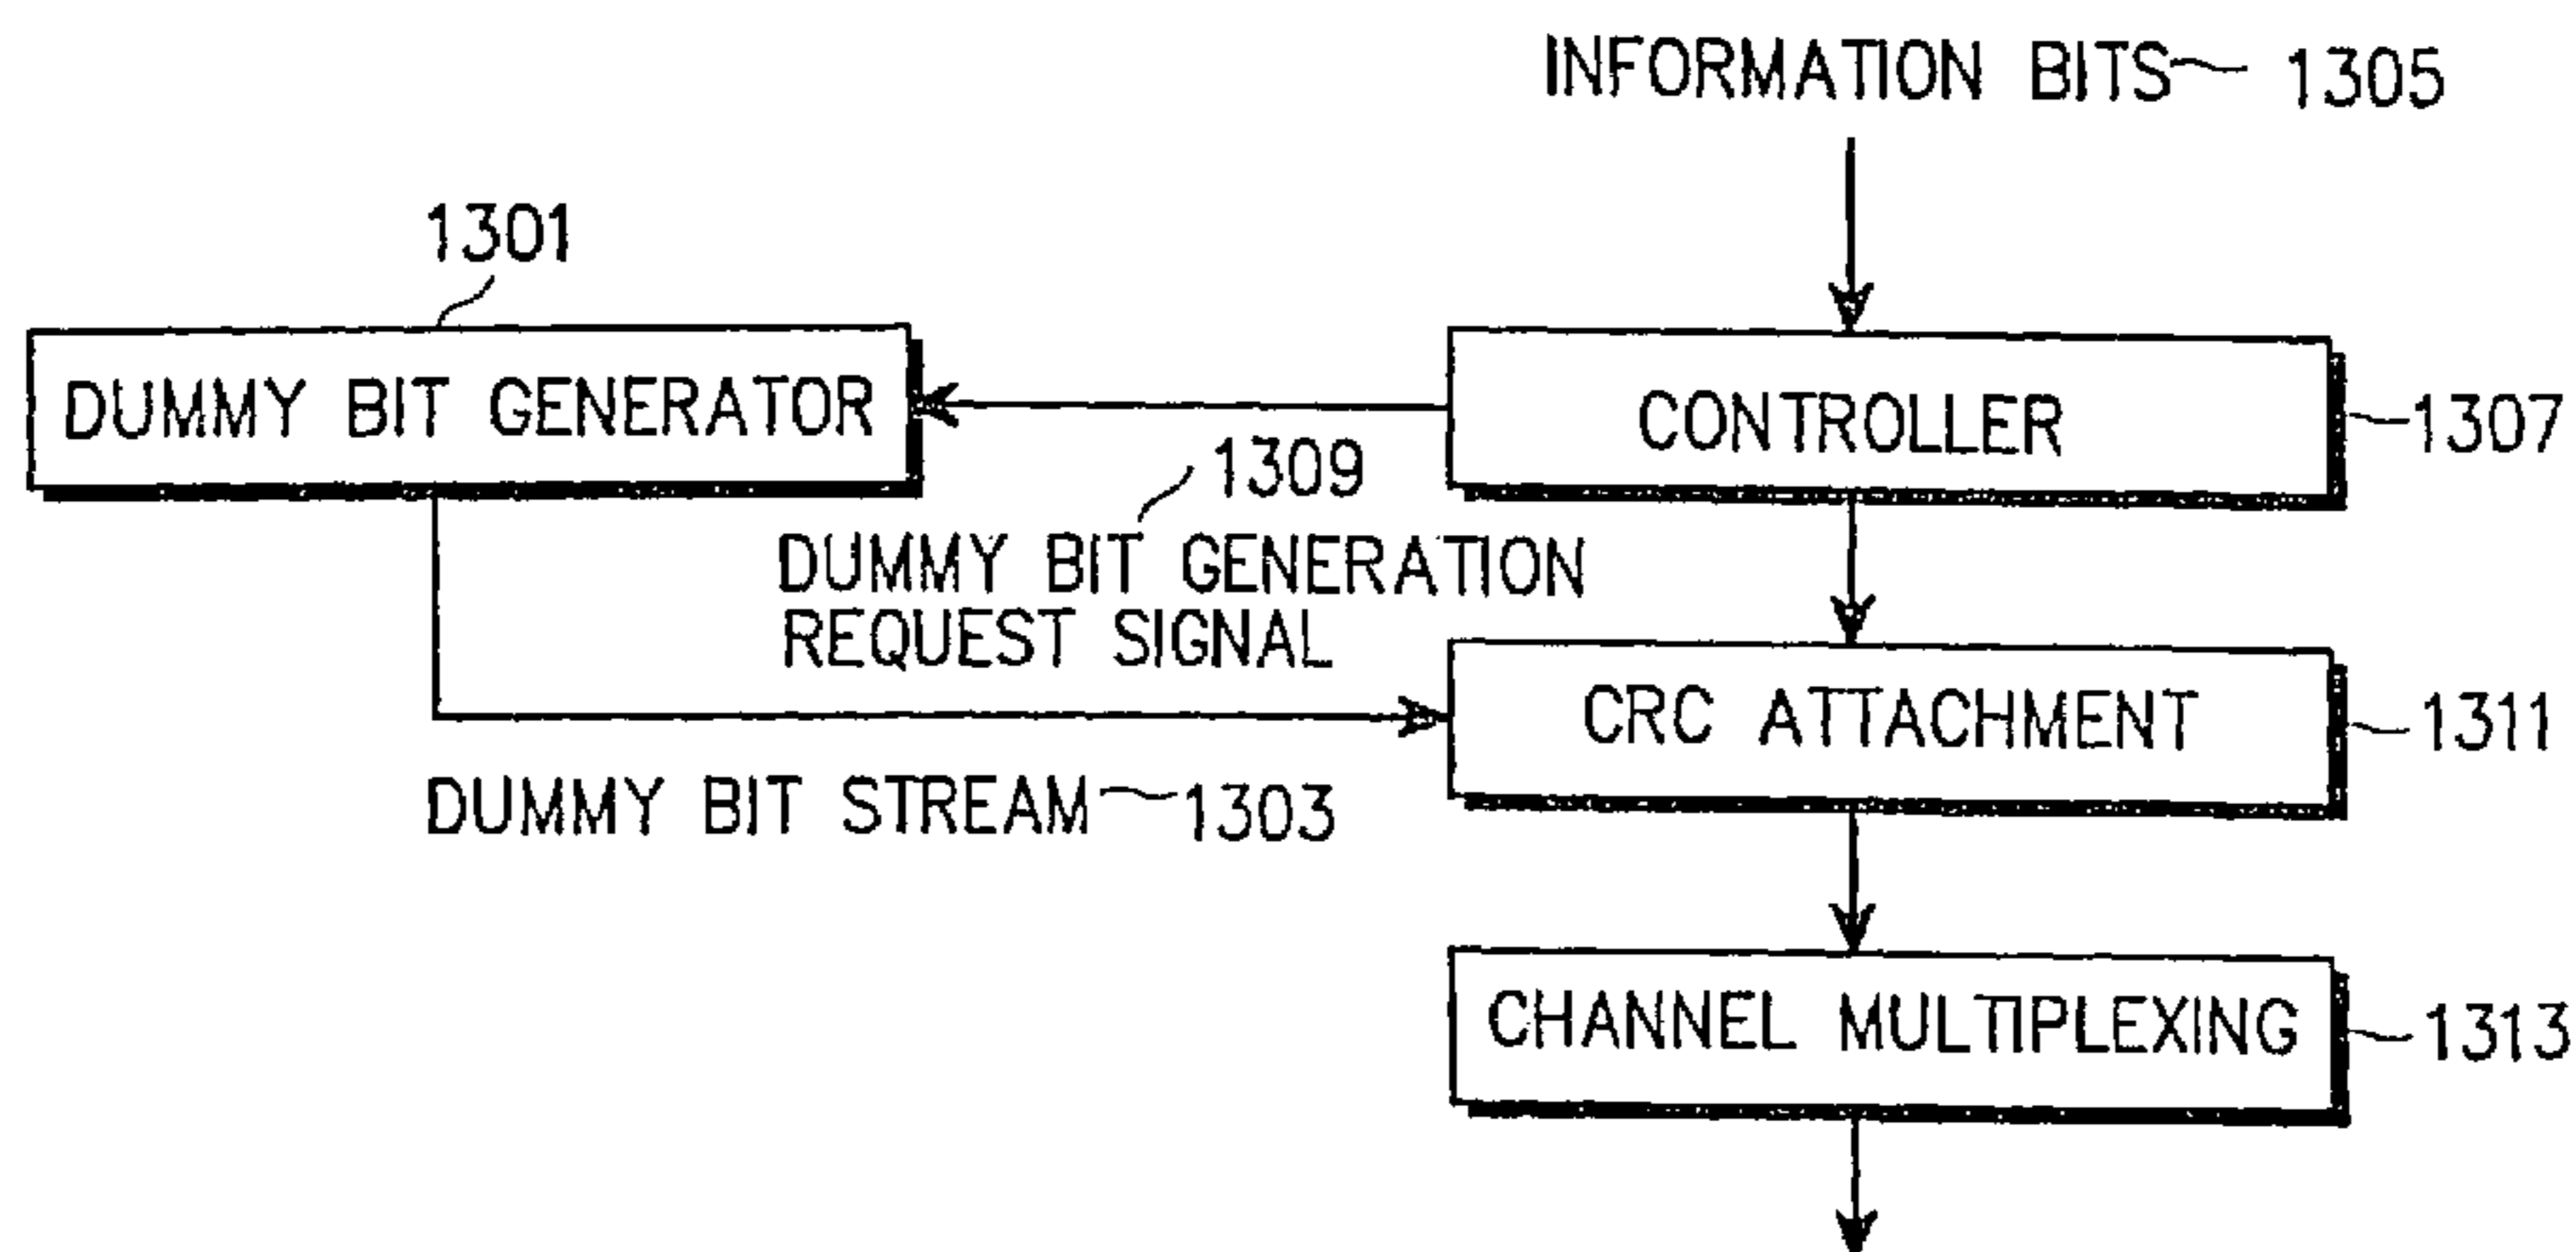 INFORMATION BITS 1305
1301
DUMMY BIT GENERATOR
CONTROLLER
1307
1309
DUMMY BIT GENERATION
REQUEST SIGNAL
CRC ATTACHMENT
1311
DUMMY BIT STREAM 1303
CHANNEL MULTIPLEXING
1313